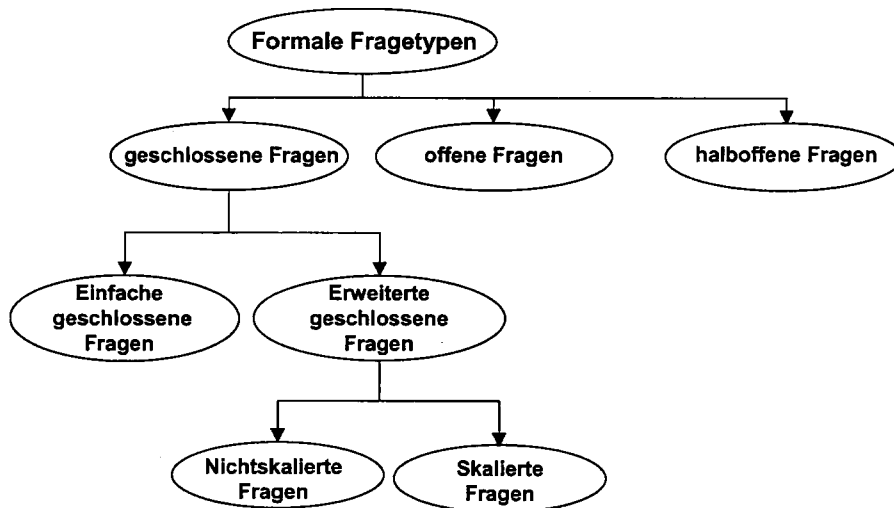 Formale Fragetypen
geschlossene Fragen
offene Fragen
halboffene Fragen
Einfache
geschlossene
Fragen
Erweiterte
geschlossene
Fragen
Nichtskalierte
Fragen
Skalierte
Fragen